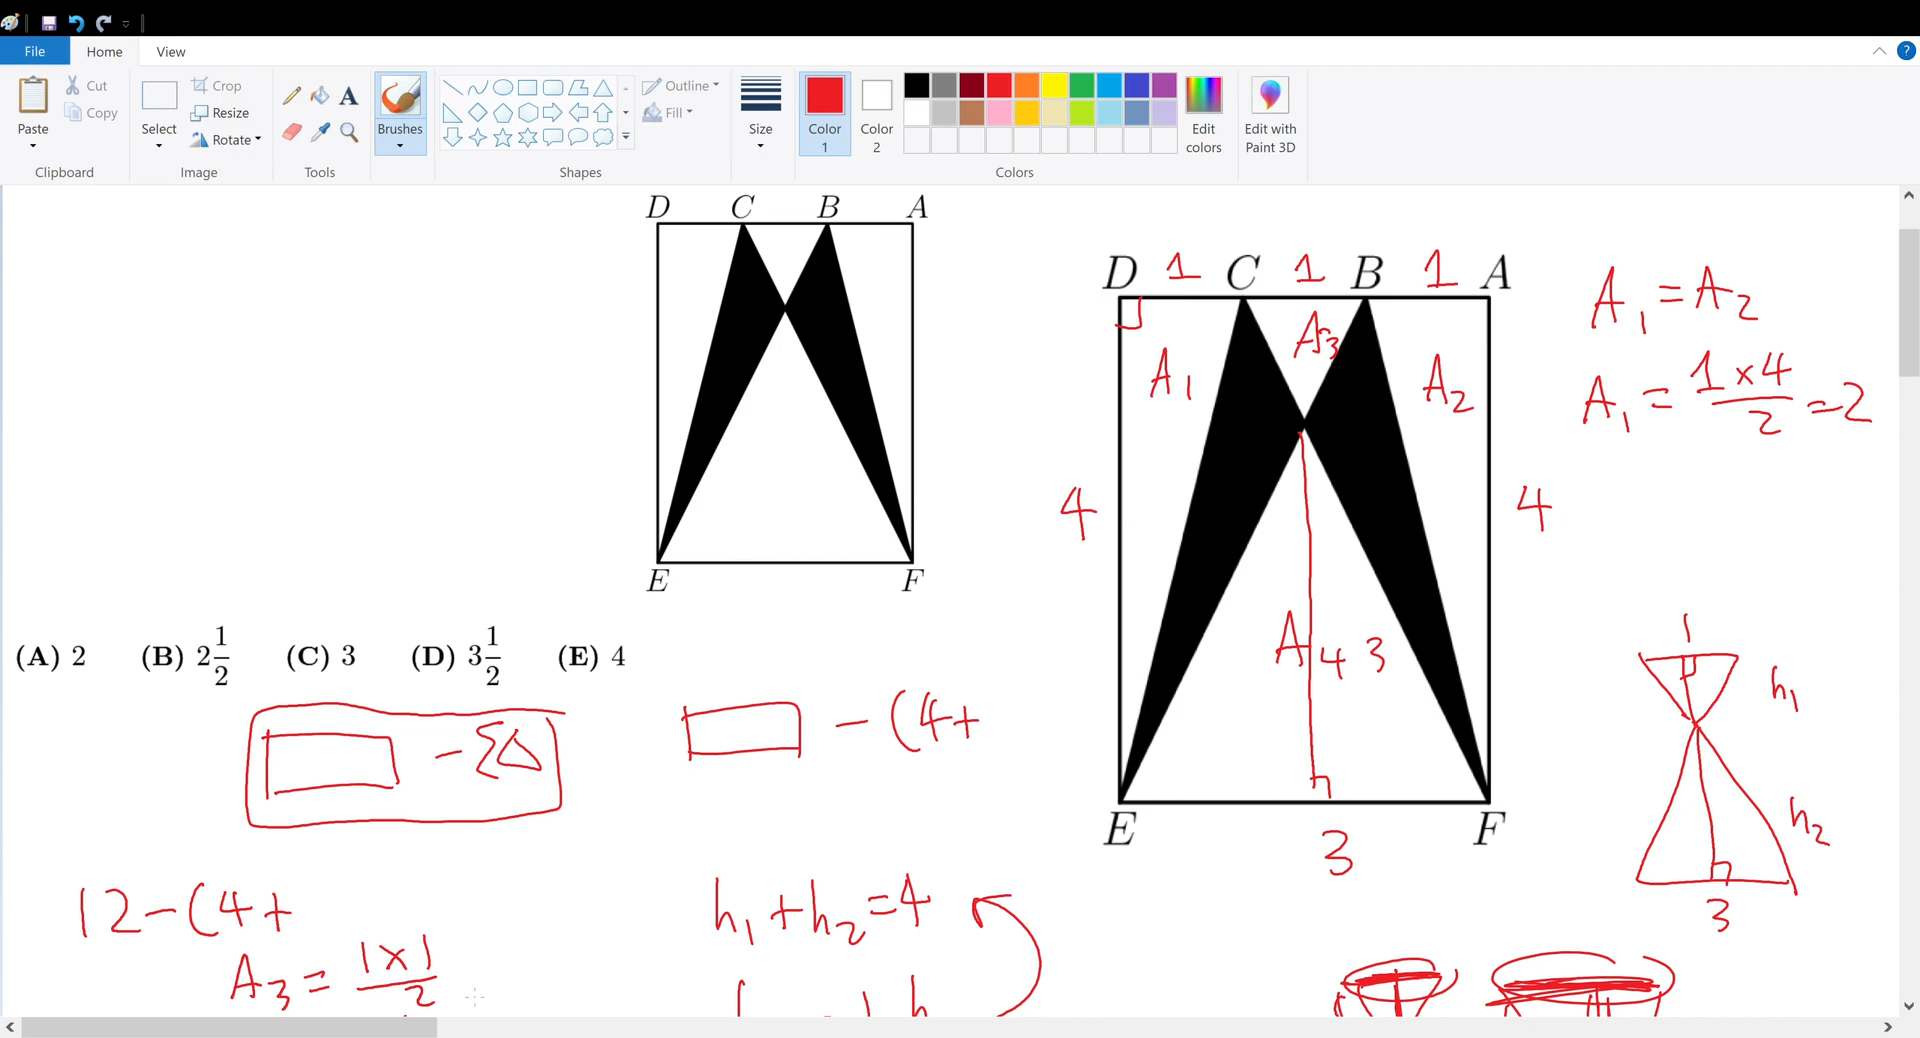 File Home View
Paste Cut Copy Clipboard
Select Crop Resize Rotate Image
A Tools
Brushes
Shapes Outline Fill
Size
Color 1 Color 2 Edit colors Edit with Paint 3D
Colors
D C B A
E F
(A) 2 (B) 2 1/2 (C) 3 (D) 3 1/2 (E) 4
D 1 C 1 B 1 A
A1 A3 A2
4 4
A4 3
E F
3
A1 = A2
A1 = 1 x 4 / 2 = 2
1
h1
h2
3
- (4+
12 - (4+
A3 = 1 x 1 / 2
h1 + h2 = 4